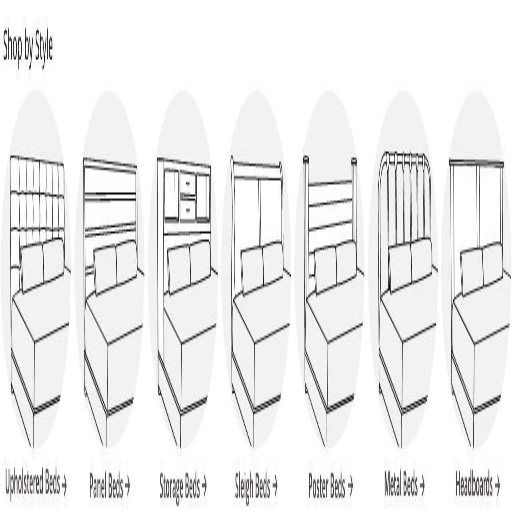 Shop by Style
Upholstered Beds → Panel Beds → Storage Beds → Sleigh Beds → Poster Beds → Metal Beds → Headboards →